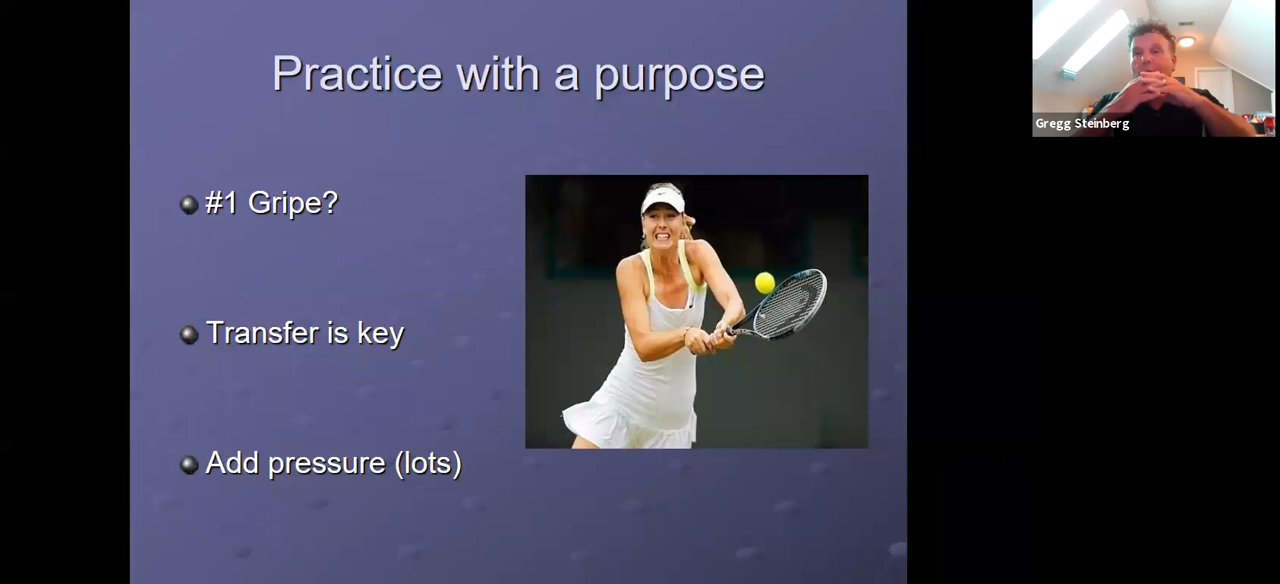 Practice with a purpose
#1 Gripe?
Transfer is key
Add pressure (lots)
Gregg Steinberg